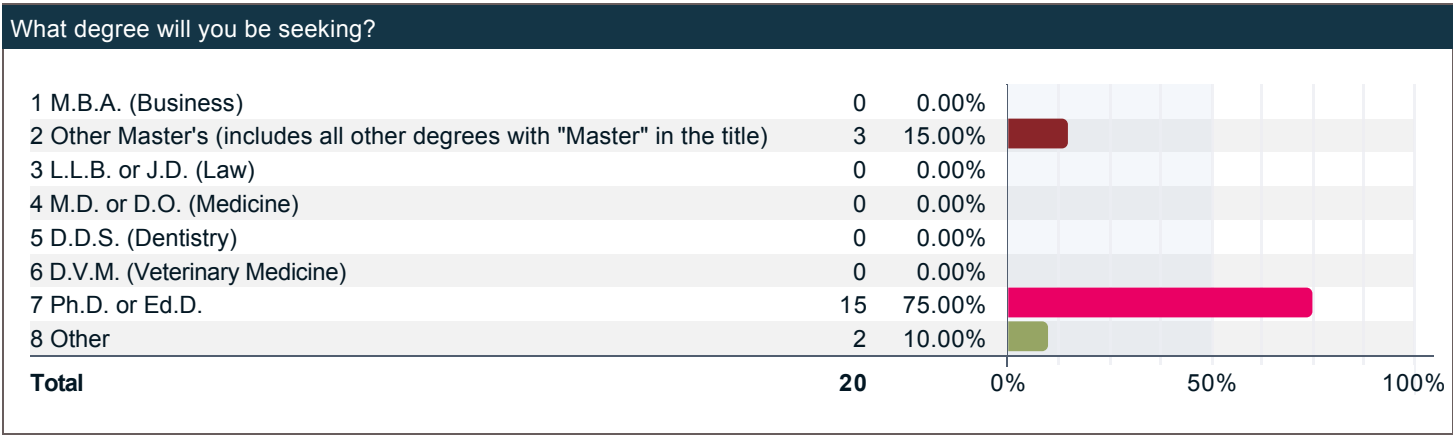 What degree will you be seeking?
1 M.B.A. (Business) 0 0.00%
2 Other Master's (includes all other degrees with "Master" in the title) 3 15.00%
3 L.L.B. or J.D. (Law) 0 0.00%
4 M.D. or D.O. (Medicine) 0 0.00%
5 D.D.S. (Dentistry) 0 0.00%
6 D.V.M. (Veterinary Medicine) 0 0.00%
7 Ph.D. or Ed.D. 15 75.00%
8 Other 2 10.00%
Total 20 0% 50% 100%